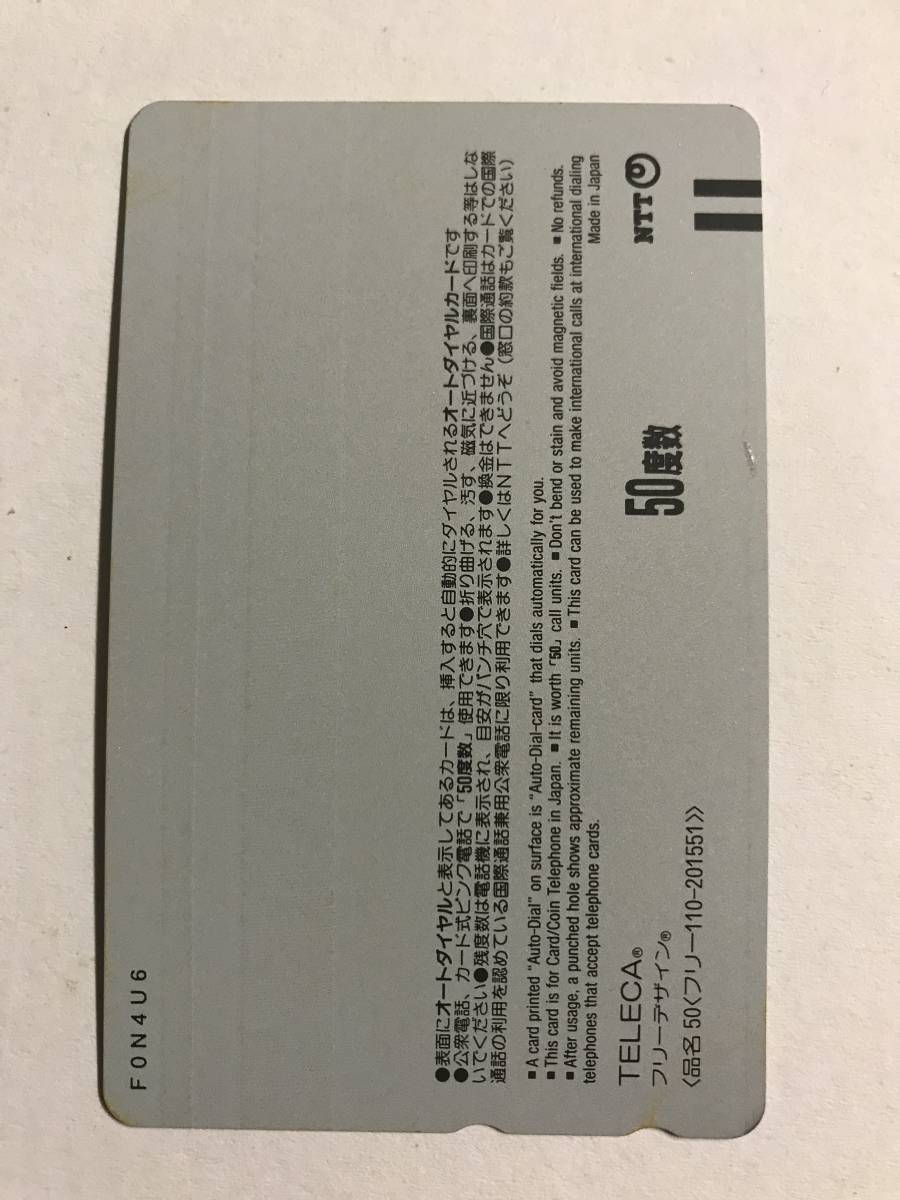 F0N4U6
●表面にオートダイヤルと表示してあるカードは、挿入すると自動的にダイヤルされるオートダイヤルカードです
●公衆電話、カード式ピンク電話で「50度数」使用できます●折り曲げる、汚す、磁気に近づける、裏面へ印刷する等はしな
いでください●残度数は電話機に表示され、目安がパンチ穴で表示されます●換金はできません●国際通話はカードでの国際
通話の利用を認めている国際通話兼用公衆電話に限り利用できます●詳しくはNTTへどうぞ（窓口の約款もご覧ください）
■ A card printed "Auto-Dial" on surface is "Auto-Dial-card" that dials automatically for you.
■ This card is for Card/Coin Telephone in Japan. ■ It is worth「50」call units. ■ Don't bend or stain and avoid magnetic fields. ■ No refunds.
■ After usage, a punched hole shows approximate remaining units. ■ This card can be used to make international calls at international dialing
telephones that accept telephone cards.
Made in Japan
TELECA®
フリーデザイン®
〈品名 50〈フリー110-201551〉〉
50度数
NTT